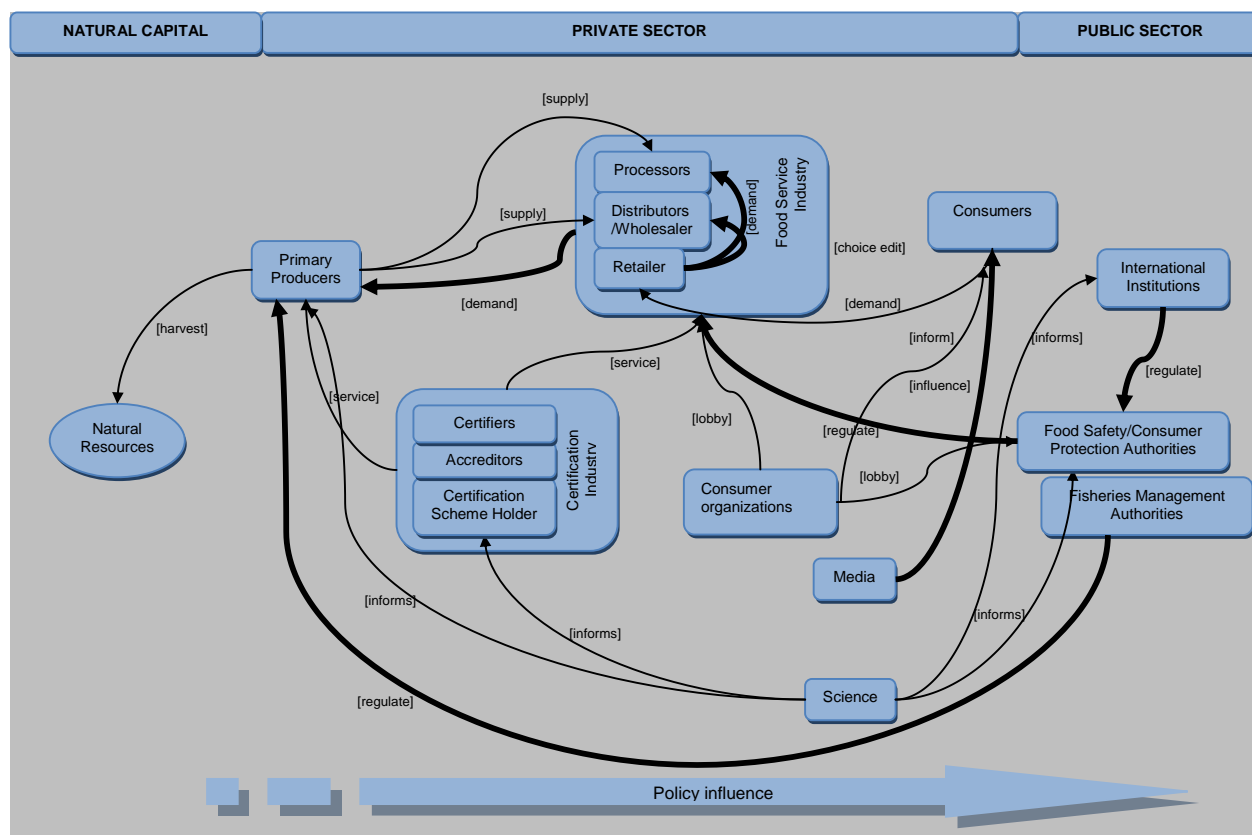 NATURAL CAPITAL
PRIVATE SECTOR
PUBLIC SECTOR
[supply]
Processors
Distributors
/Wholesaler
Retailer
Food Service
Industry
[demand]
[supply]
[choice edit]
Consumers
Primary
Producers
[demand]
[demand]
International
Institutions
[harvest]
[inform]
[informs]
[service]
[influence]
[regulate]
[service]
Natural
Resources
Certifiers
Accreditors
Certification
Scheme Holder
Certification
Industry
[lobby]
[regulate]
[lobby]
Food Safety/Consumer
Protection Authorities
Consumer
organizations
Fisheries Management
Authorities
Media
[informs]
[informs]
[informs]
Science
[regulate]
Policy influence